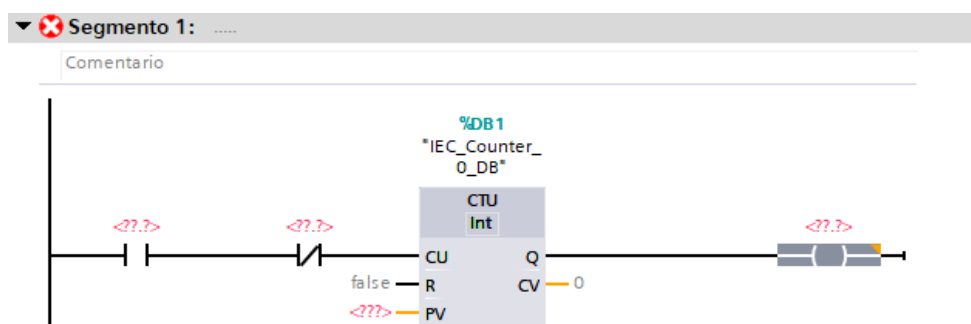 Segmento 1: .....
Comentario
%DB1
"IEC_Counter_
0_DB"
CTU
Int
<??.?> <??.?> <??.?>
CU Q
false R CV 0
<???> PV